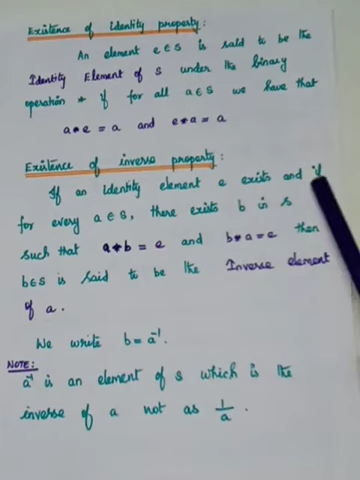 Existence of identity property:
An element e ∈ s is said to be the
Identity Element of S under the binary
operation * if for all a ∈ s we have that
a * e = a and e * a = a
Existence of inverse property:
If an identity element e exists and if
for every a ∈ s, there exists b in s
such that a * b = e and b * a = e then
b ∈ s is said to be the Inverse element
of a.
We write b = a⁻¹.
NOTE:
a⁻¹ is an element of s which is the
inverse of a not as 1/a.